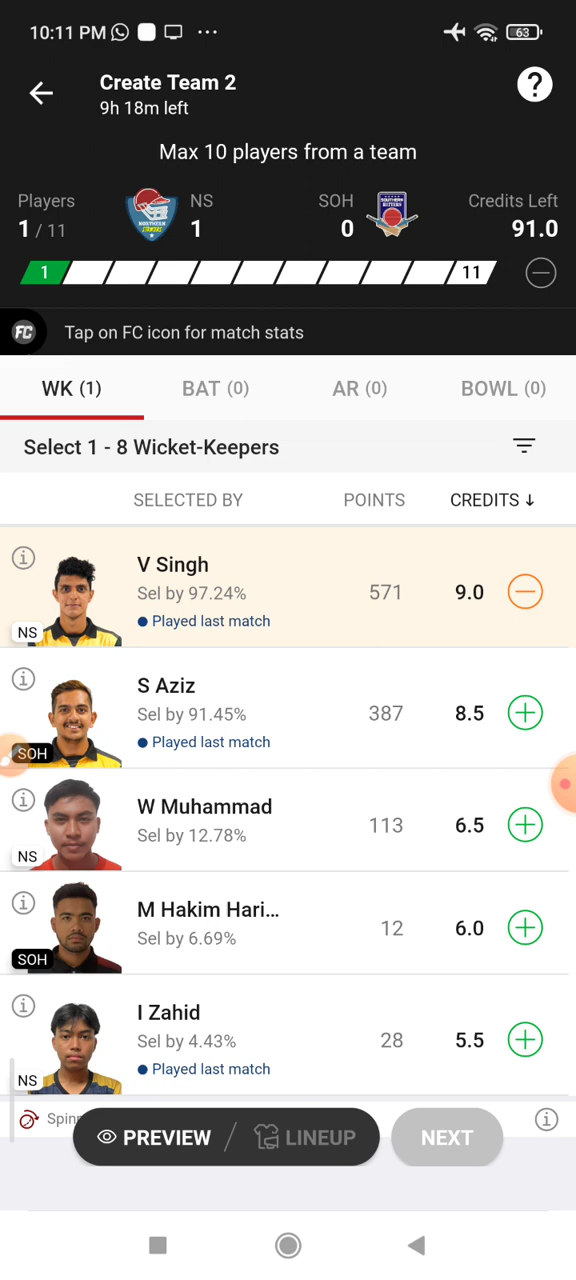 10:11 PM
63
Create Team 2
9h 18m left
?
Max 10 players from a team
Players
NS
SOH
Credits Left
1 / 11
1
0
91.0
1
11
FC
Tap on FC icon for match stats
WK (1)
BAT (0)
AR (0)
BOWL (0)
Select 1 - 8 Wicket-Keepers
SELECTED BY
POINTS
CREDITS ↓
V Singh
Sel by 97.24%
571
9.0
Played last match
NS
S Aziz
Sel by 91.45%
387
8.5
Played last match
SOH
W Muhammad
Sel by 12.78%
113
6.5
NS
M Hakim Hari...
Sel by 6.69%
12
6.0
SOH
I Zahid
Sel by 4.43%
28
5.5
Played last match
NS
PREVIEW / LINEUP
NEXT